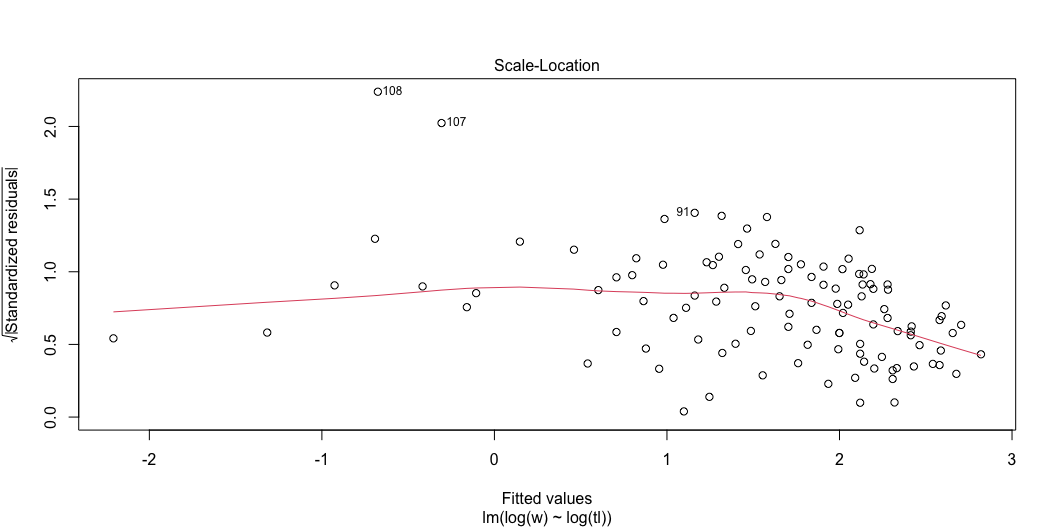 Scale-Location
108
107
91
2.0
1.5
1.0
0.5
0.0
√|Standardized residuals|
-2 -1 0 1 2 3
Fitted values
lm(log(w) ~ log(tl))